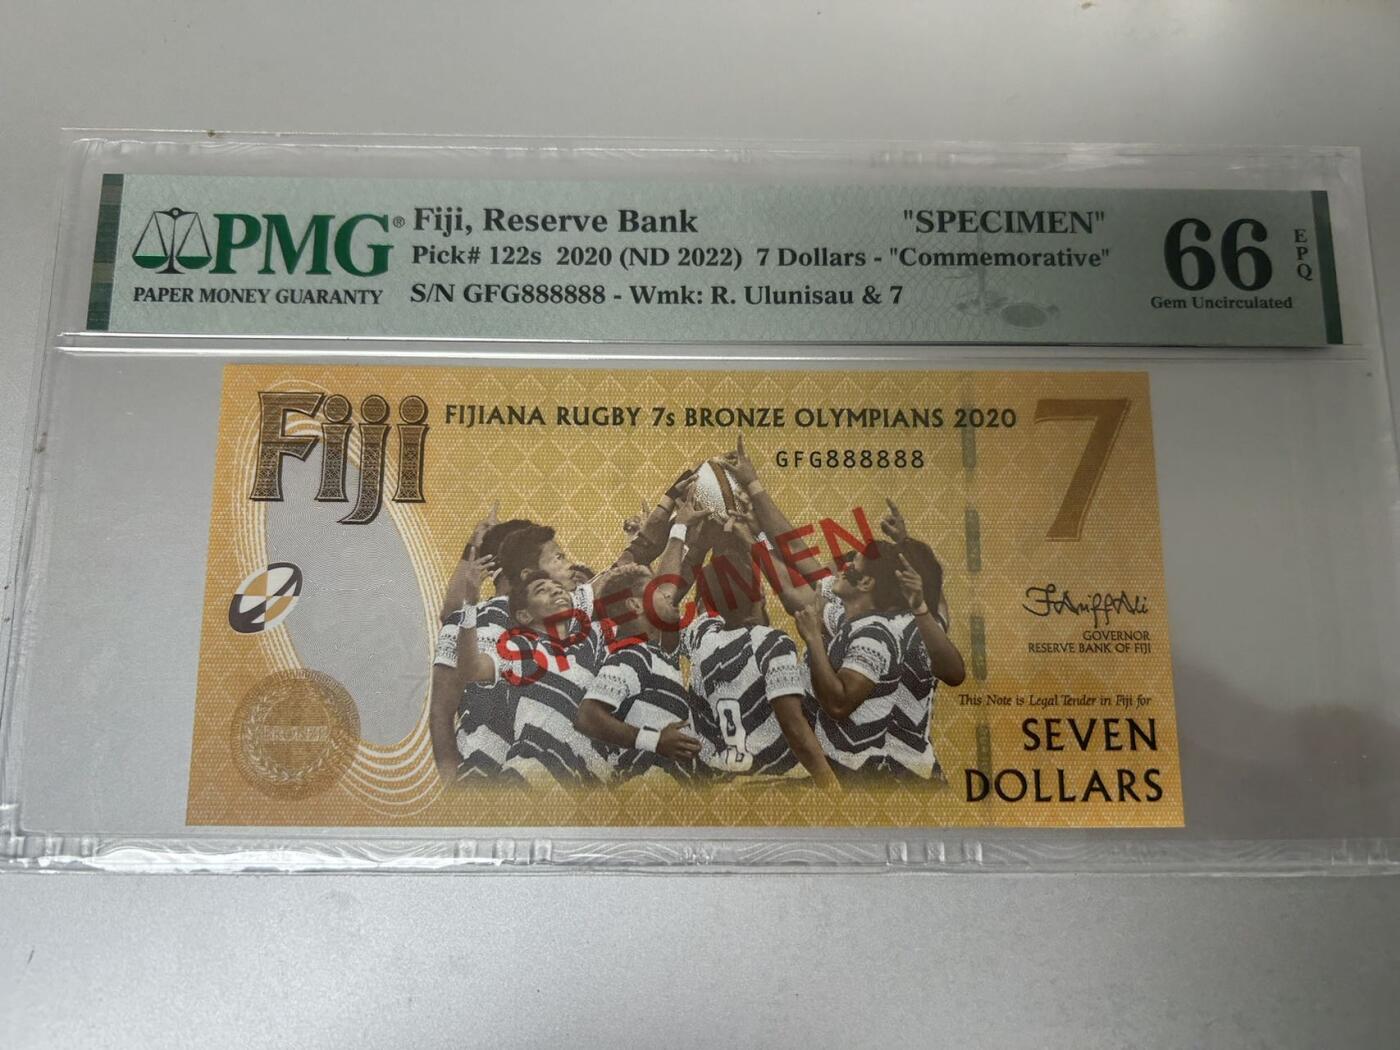 PMG®
PAPER MONEY GUARANTY
Fiji, Reserve Bank "SPECIMEN"
Pick# 122s 2020 (ND 2022) 7 Dollars - "Commemorative"
S/N GFG888888 - Wmk: R. Ulunisau & 7
66
EPQ
Gem Uncirculated
Fiji
FIJIANA RUGBY 7s BRONZE OLYMPIANS 2020
7
GFG888888
SPECIMEN
GOVERNOR
RESERVE BANK OF FIJI
This Note is Legal Tender in Fiji for
SEVEN
DOLLARS
BRONZE